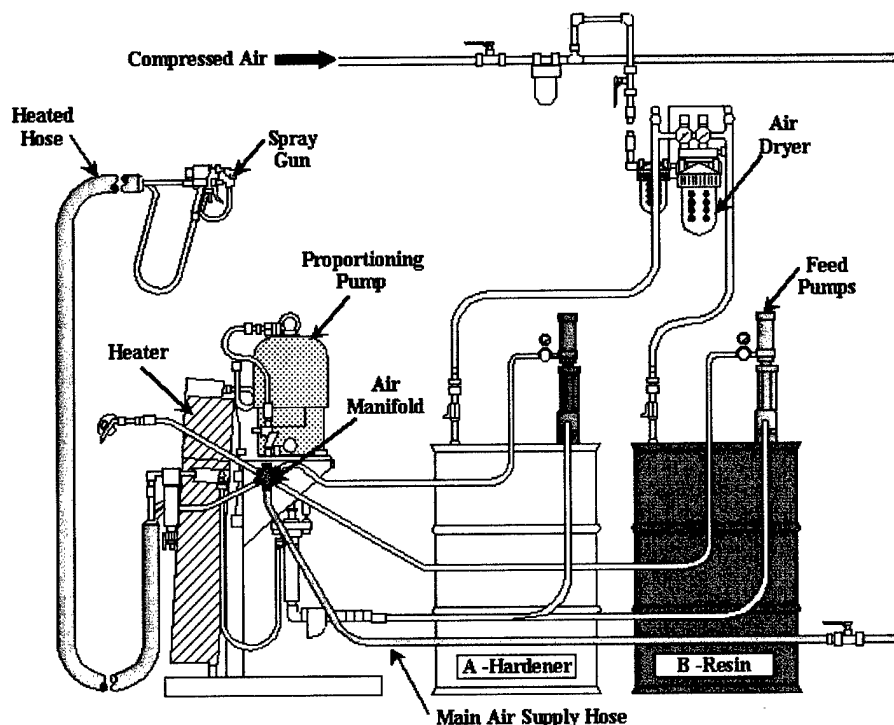 Compressed Air
Heated
Hose
Spray
Gun
Air
Dryer
Proportioning
Pump
Feed
Pumps
Heater
Air
Manifold
A -Hardener
B -Resin
Main Air Supply Hose